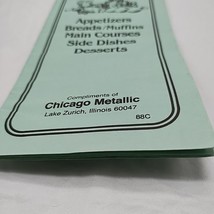 Appetizers
Breads/Muffins
Main Courses
Side Dishes
Desserts
Compliments of
Chicago Metallic
Lake Zurich, Illinois 60047
88C